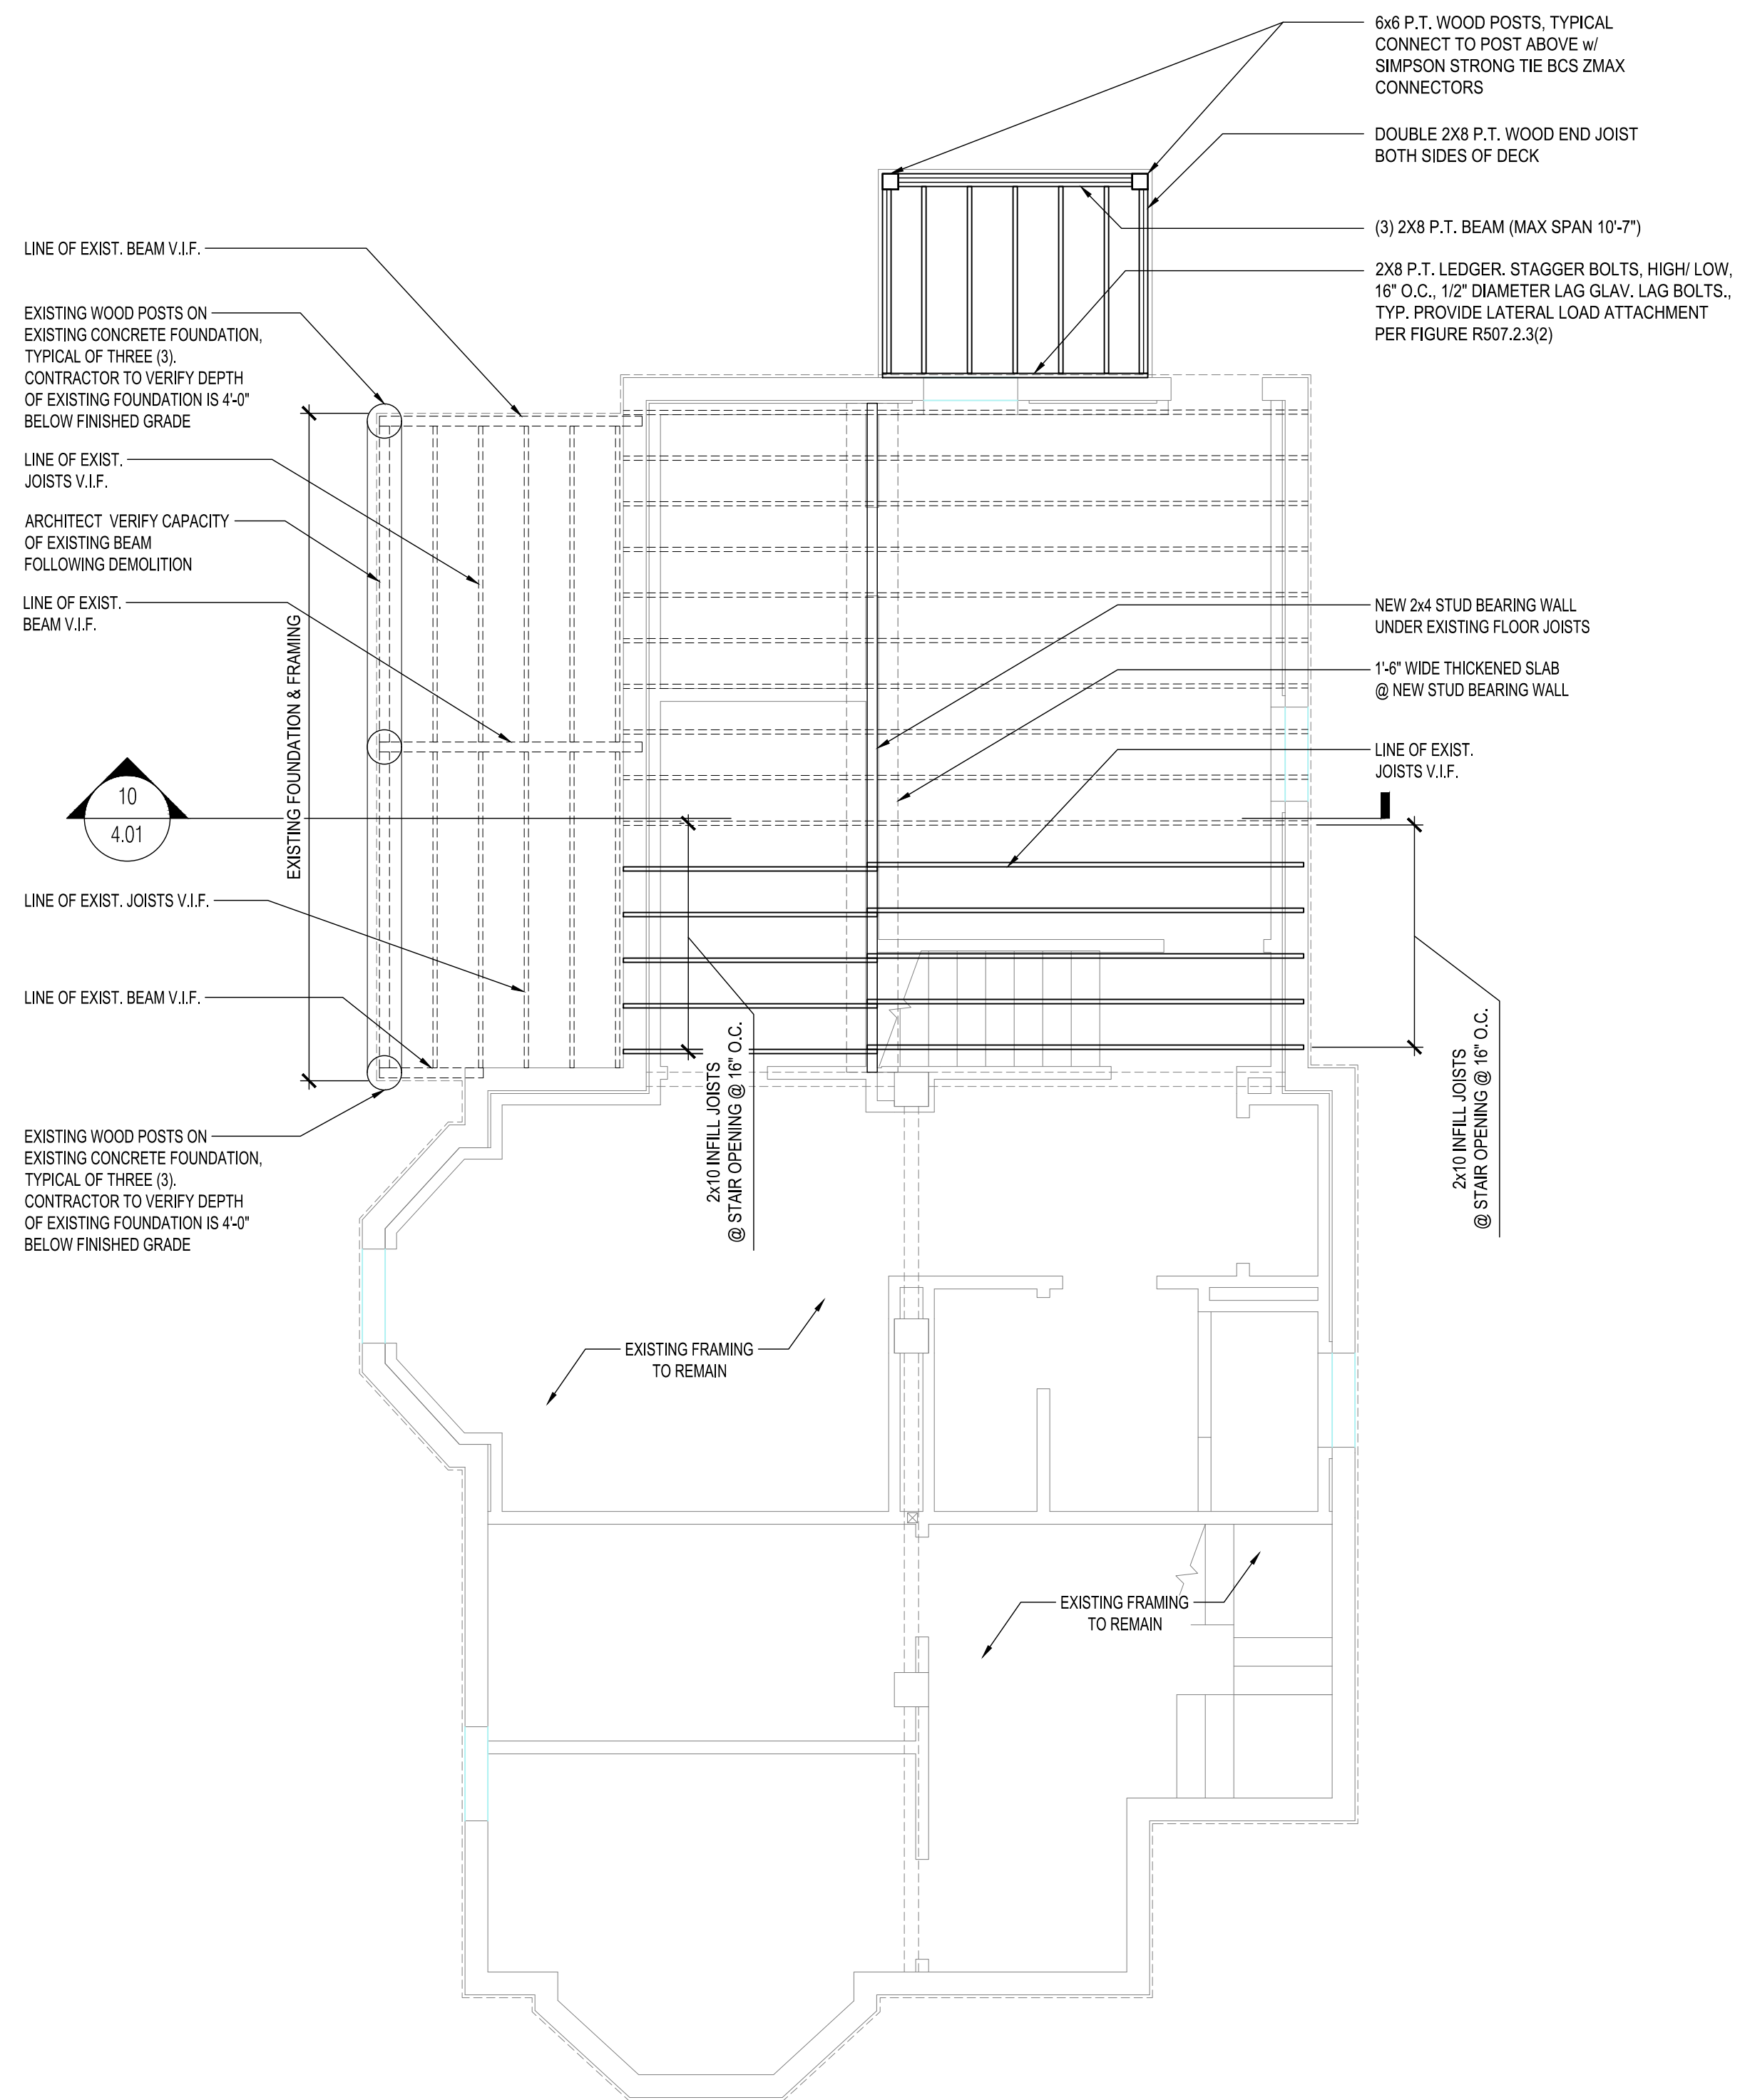 6x6 P.T. WOOD POSTS, TYPICAL
CONNECT TO POST ABOVE w/
SIMPSON STRONG TIE BCS ZMAX
CONNECTORS
DOUBLE 2X8 P.T. WOOD END JOIST
BOTH SIDES OF DECK
(3) 2X8 P.T. BEAM (MAX SPAN 10'-7")
2X8 P.T. LEDGER. STAGGER BOLTS, HIGH/ LOW,
16" O.C., 1/2" DIAMETER LAG GLAV. LAG BOLTS.,
TYP. PROVIDE LATERAL LOAD ATTACHMENT
PER FIGURE R507.2.3(2)
LINE OF EXIST. BEAM V.I.F.
EXISTING WOOD POSTS ON
EXISTING CONCRETE FOUNDATION,
TYPICAL OF THREE (3).
CONTRACTOR TO VERIFY DEPTH
OF EXISTING FOUNDATION IS 4'-0"
BELOW FINISHED GRADE
LINE OF EXIST.
JOISTS V.I.F.
ARCHITECT VERIFY CAPACITY
OF EXISTING BEAM
FOLLOWING DEMOLITION
LINE OF EXIST.
BEAM V.I.F.
EXISTING FOUNDATION & FRAMING
NEW 2x4 STUD BEARING WALL
UNDER EXISTING FLOOR JOISTS
1'-6" WIDE THICKENED SLAB
@ NEW STUD BEARING WALL
LINE OF EXIST.
JOISTS V.I.F.
10
4.01
LINE OF EXIST. JOISTS V.I.F.
LINE OF EXIST. BEAM V.I.F.
EXISTING WOOD POSTS ON
EXISTING CONCRETE FOUNDATION,
TYPICAL OF THREE (3).
CONTRACTOR TO VERIFY DEPTH
OF EXISTING FOUNDATION IS 4'-0"
BELOW FINISHED GRADE
2x10 INFILL JOISTS
@ STAIR OPENING @ 16" O.C.
2x10 INFILL JOISTS
@ STAIR OPENING @ 16" O.C.
EXISTING FRAMING
TO REMAIN
EXISTING FRAMING
TO REMAIN